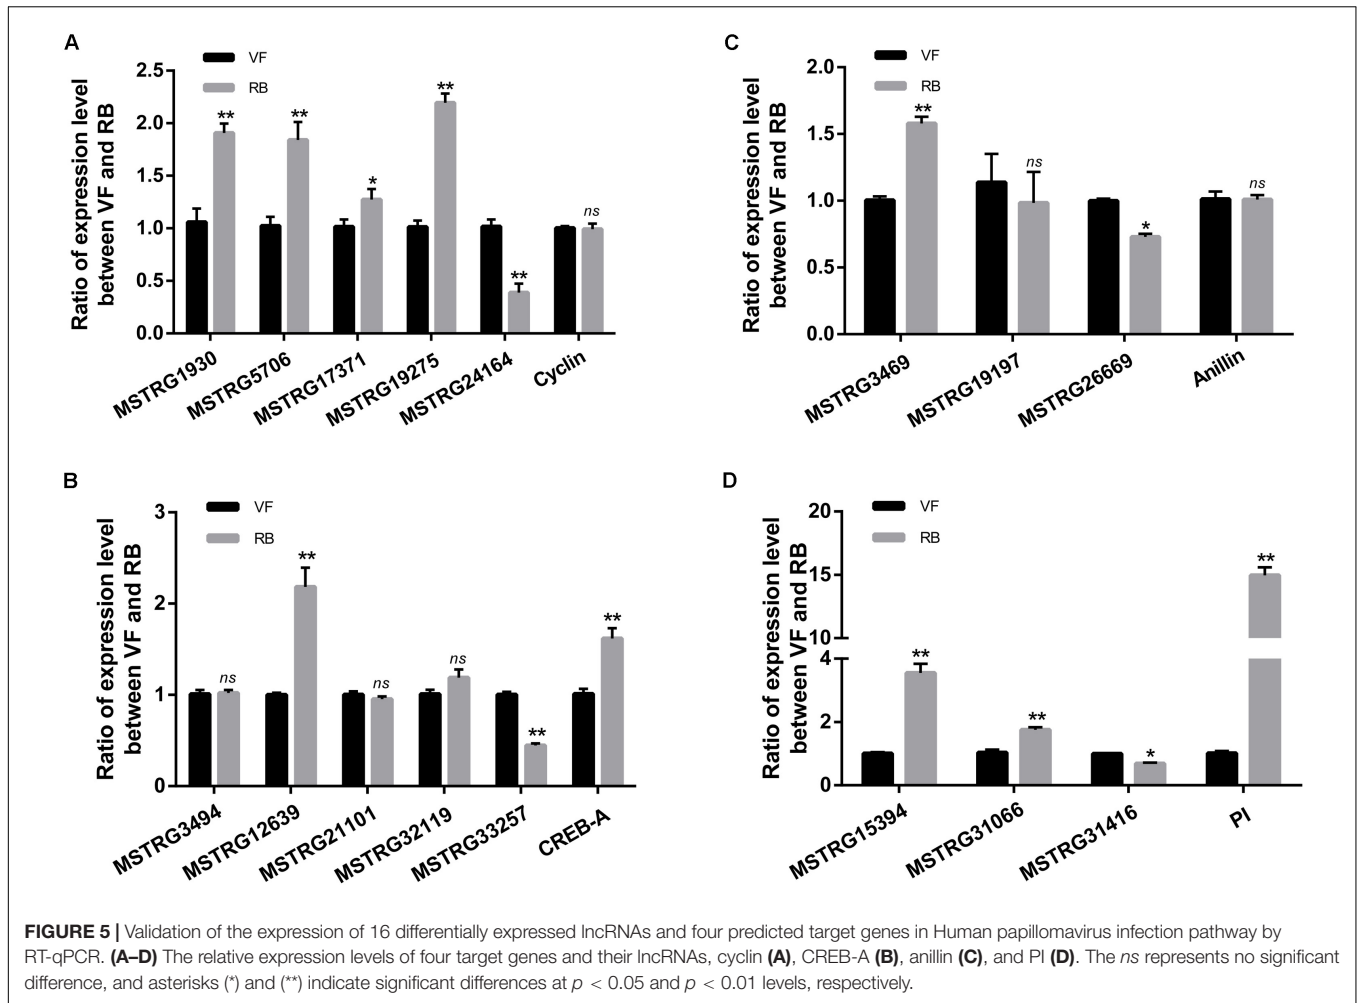 A
VF
RB
Ratio of expression level
between VF and RB
2.5
2.0
1.5
1.0
0.5
0.0
**
**
*
**
**
ns
MSTRG1930
MSTRG5706
MSTRG17371
MSTRG19275
MSTRG24164
Cyclin
C
VF
RB
Ratio of expression level
between VF and RB
2.0
1.5
1.0
0.5
0.0
**
ns
*
ns
MSTRG3469
MSTRG19197
MSTRG26669
Anillin
B
VF
RB
Ratio of expression level
between VF and RB
3
2
1
0
ns
**
ns
ns
**
**
MSTRG3494
MSTRG12639
MSTRG21101
MSTRG32119
MSTRG33257
CREB-A
D
VF
RB
Ratio of expression level
between VF and RB
20
15
10
4
2
0
**
**
*
**
MSTRG15394
MSTRG31066
MSTRG31416
PI
FIGURE 5 | Validation of the expression of 16 differentially expressed lncRNAs and four predicted target genes in Human papillomavirus infection pathway by
RT-qPCR. (A–D) The relative expression levels of four target genes and their lncRNAs, cyclin (A), CREB-A (B), anillin (C), and PI (D). The ns represents no significant
difference, and asterisks (*) and (**) indicate significant differences at p < 0.05 and p < 0.01 levels, respectively.